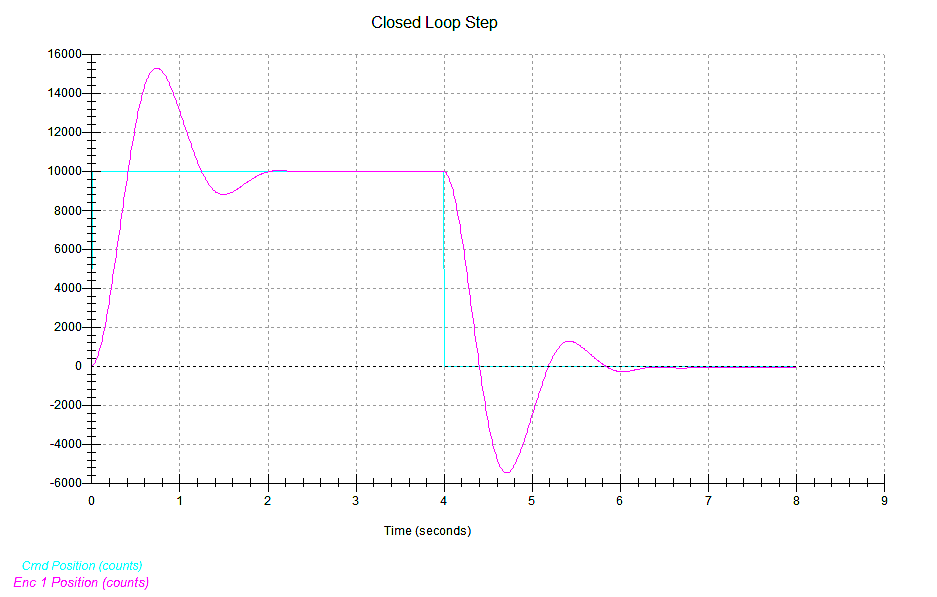 Closed Loop Step
16000
14000
12000
10000
8000
6000
4000
2000
0
-2000
-4000
-6000
0 1 2 3 4 5 6 7 8 9
Time (seconds)
Cmd Position (counts)
Enc 1 Position (counts)